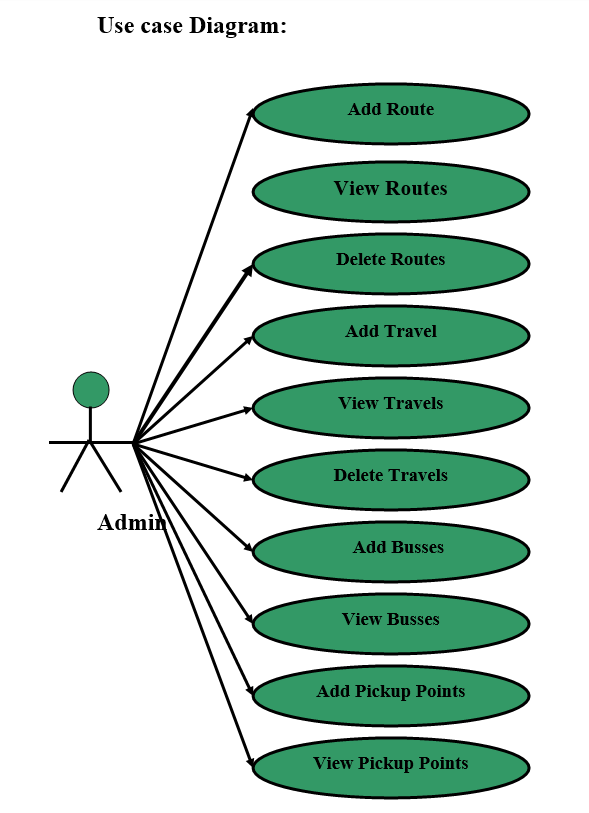 Use case Diagram:
Add Route
View Routes
Delete Routes
Add Travel
View Travels
Delete Travels
Admin
Add Busses
View Busses
Add Pickup Points
View Pickup Points